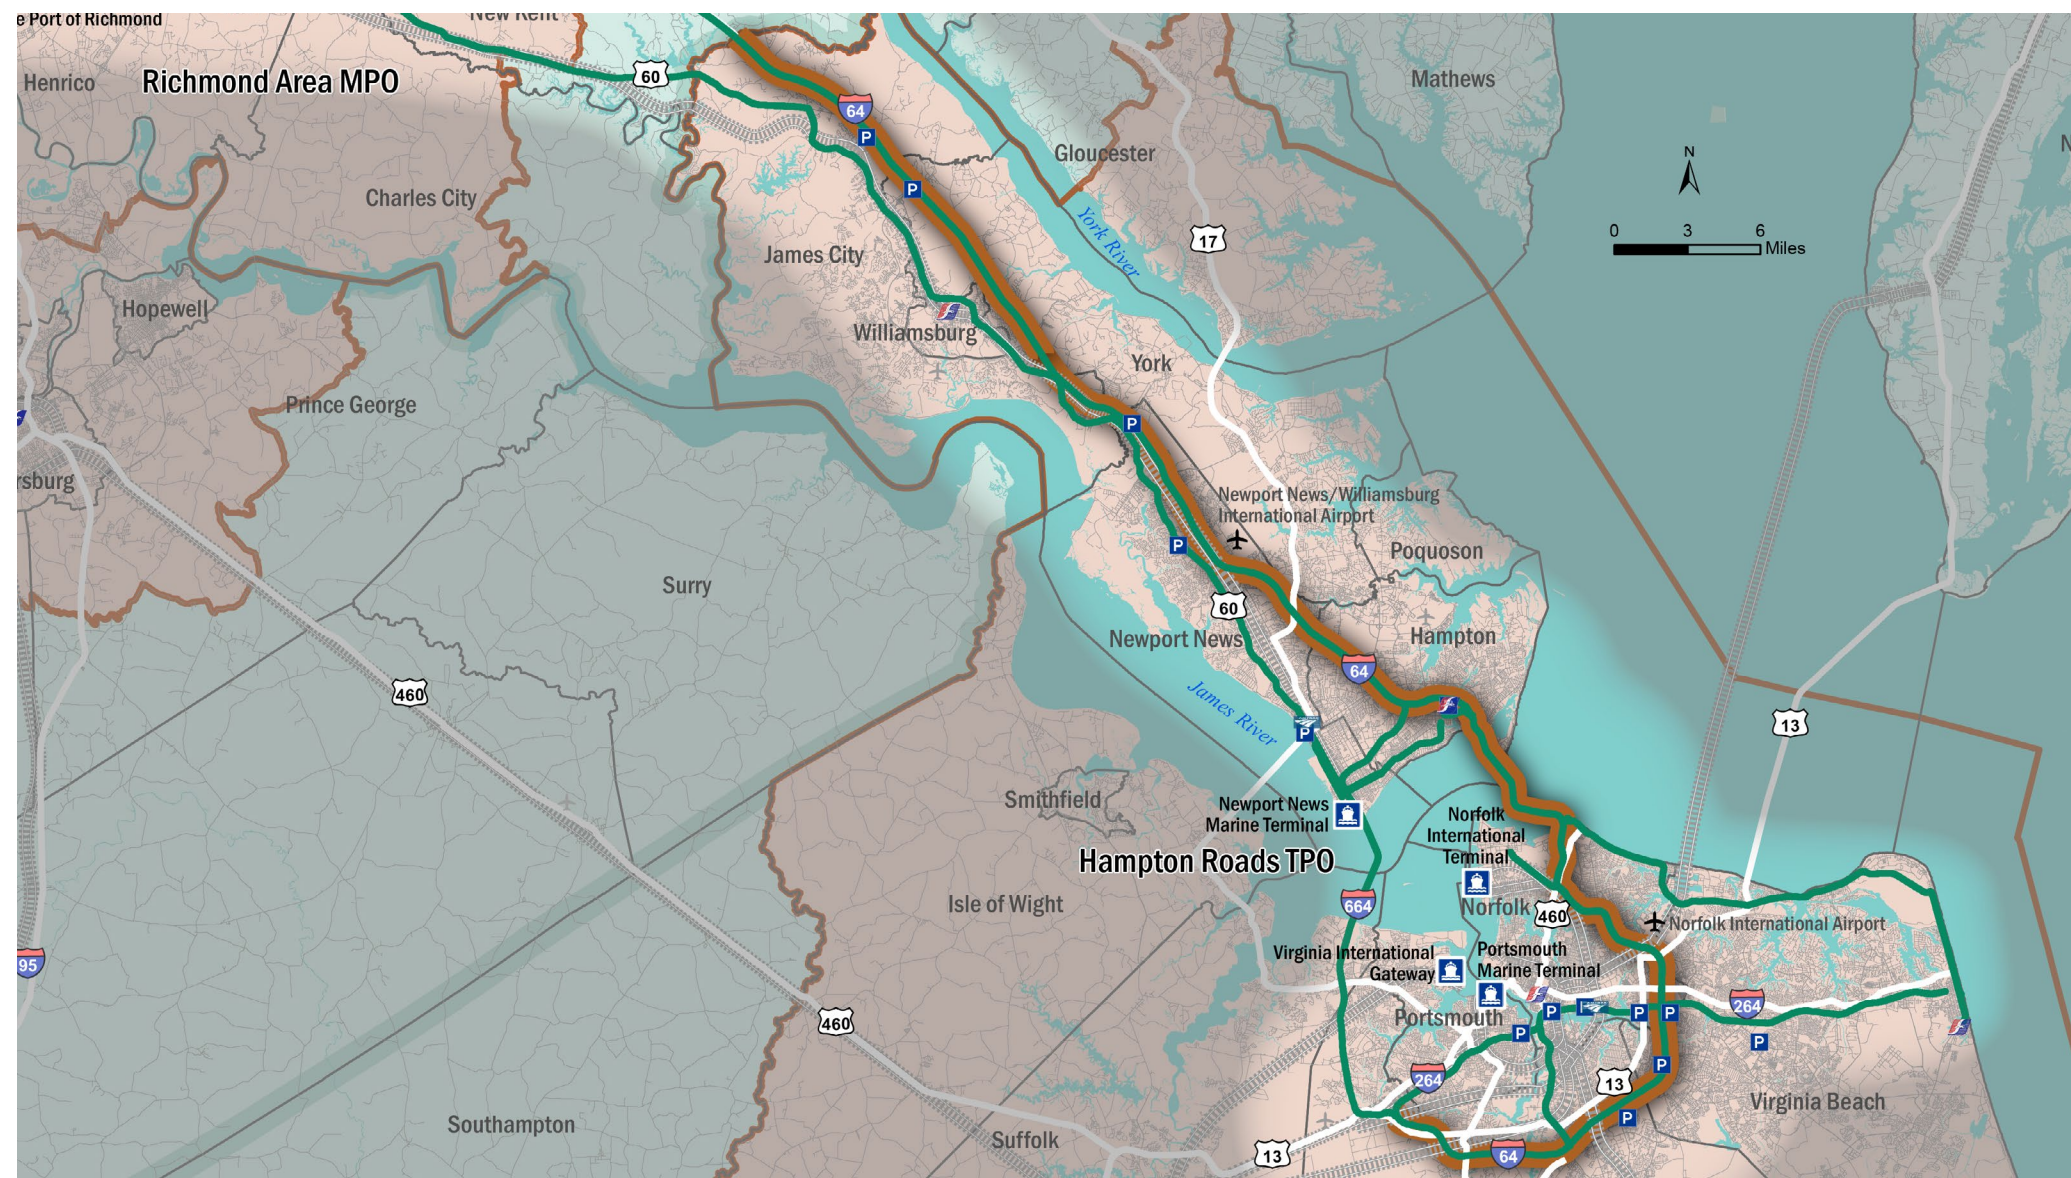 e Port of Richmond
New Kent
Henrico
Richmond Area MPO
60
64
P
Mathews
Gloucester
P
Charles City
N
York River
17
0 3 6
Miles
James City
Hopewell
Williamsburg
York
Prince George
P
rsburg
Newport News/Williamsburg
International Airport
P
Poquoson
Surry
60
Newport News
Hampton
64
460
James River
13
P
Smithfield
Newport News
Marine Terminal
Norfolk
International
Terminal
Hampton Roads TPO
664
Isle of Wight
Norfolk
460
Norfolk International Airport
95
Virginia International
Gateway
Portsmouth
Marine Terminal
264
Portsmouth
P
P
P
P
460
P
P
264
13
Virginia Beach
P
Southampton
Suffolk
13
64